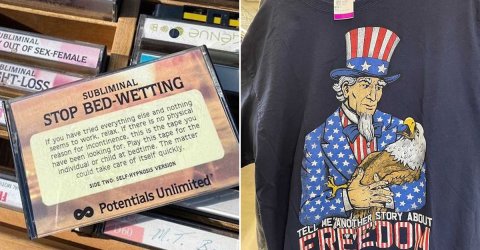 OUT OF SEX-FEMALE
SUBLIMINAL
GHT-LOSS
SUBLIMINAL
STOP BED-WETTING
If you have tried everything else and nothing
seems to work, relax. If there is no physical
reason for incontinence, this is the tape you
have been looking for. Play this tape for the
individual or child at bedtime. The matter
could take care of itself quickly.
SIDE TWO: SELF-HYPNOSIS VERSION
Potentials Unlimited
TELL ME ANOTHER STORY ABOUT
FREEDOM